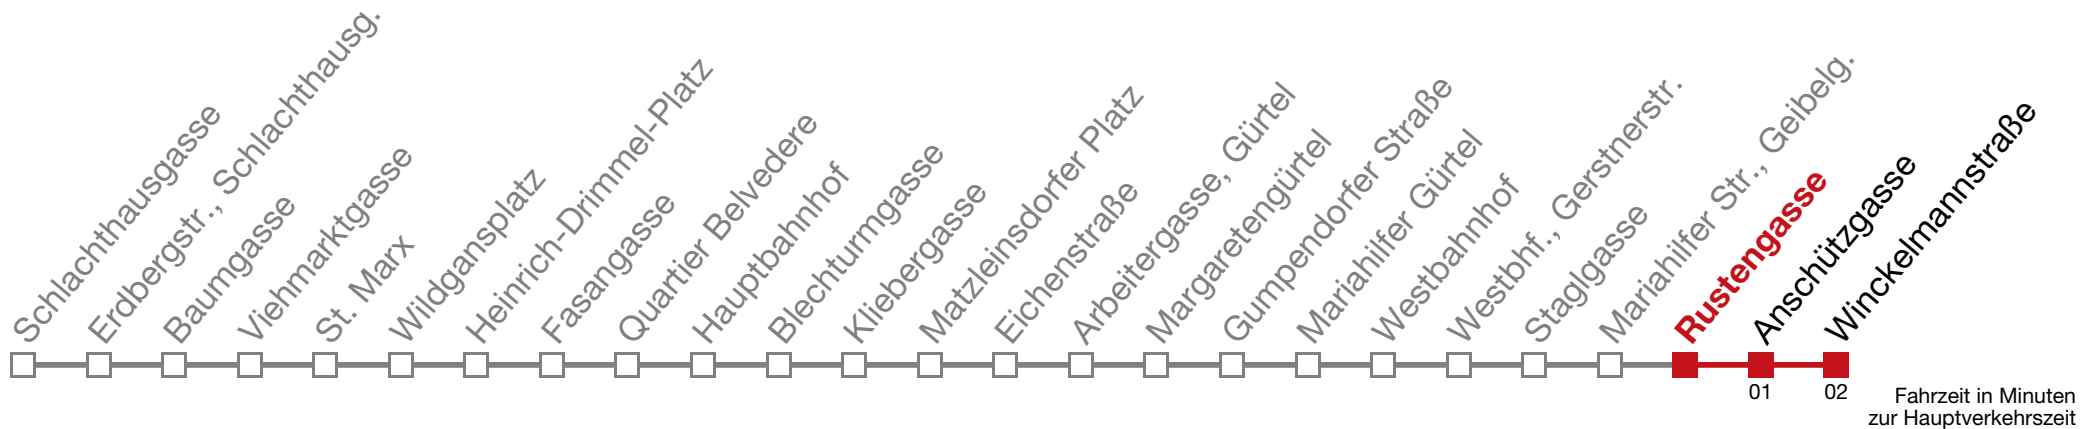 Schlachthausgasse
Erdbergstr., Schlachthausg.
Baumgasse
Viehmarktgasse
St. Marx
Wildgansplatz
Heinrich-Drimmel-Platz
Fasangasse
Quartier Belvedere
Hauptbahnhof
Blechturmgasse
Kliebergasse
Matzleinsdorfer Platz
Eichenstraße
Arbeitergasse, Gürtel
Margaretengürtel
Gumpendorfer Straße
Mariahilfer Gürtel
Westbahnhof
Westbhf., Gerstnerstr.
Staglgasse
Mariahilfer Str., Geibelg.
Rustengasse
Anschützgasse
Winckelmannstraße
01
02
Fahrzeit in Minuten
zur Hauptverkehrszeit